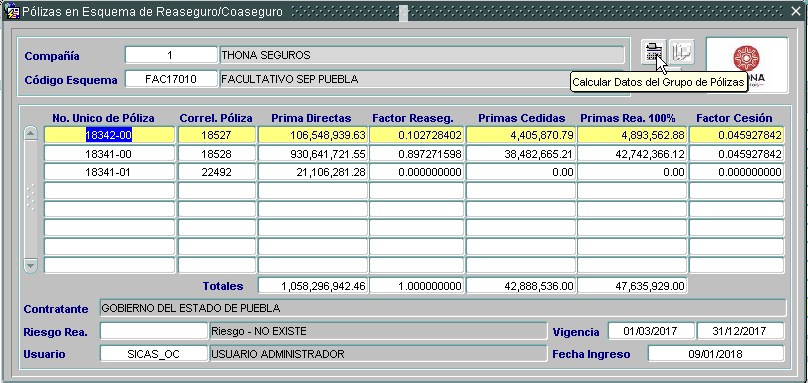 Pólizas en Esquema de Reaseguro/Coaseguro
Compañía 1 THONA SEGUROS
Código Esquema FAC17010 FACULTATIVO SEP PUEBLA
Calcular Datos del Grupo de Pólizas
No. Unico de Póliza Correl. Póliza Prima Directas Factor Reaseg. Primas Cedidas Primas Rea. 100% Factor Cesión
18342-00 18527 106,548,939.63 0.102728402 4,405,870.79 4,893,562.88 0.045927842
18341-00 18528 930,641,721.55 0.897271598 38,482,665.21 42,742,366.12 0.045927842
18341-01 22492 21,106,281.28 0.000000000 0.00 0.00 0.000000000
Totales 1,058,296,942.46 1.000000000 42,888,536.00 47,635,929.00
Contratante GOBIERNO DEL ESTADO DE PUEBLA
Riesgo Rea. Riesgo - NO EXISTE Vigencia 01/03/2017 31/12/2017
Usuario SICAS_OC USUARIO ADMINISTRADOR Fecha Ingreso 09/01/2018